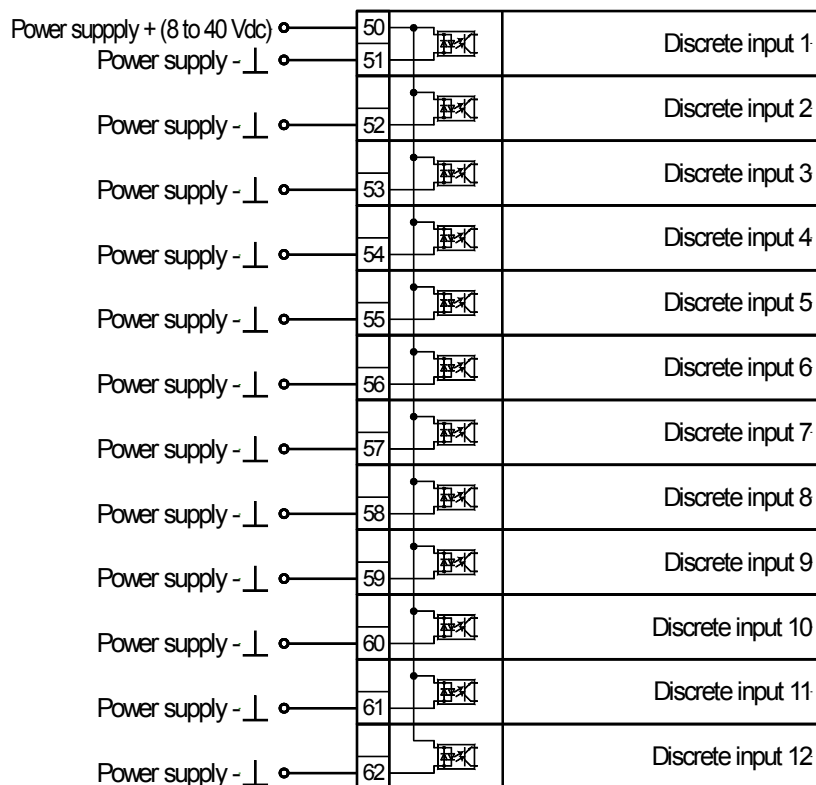 Power suppply + (8 to 40 Vdc) 50
Discrete input 1
Power supply - 51
Discrete input 2
Power supply - 52
Discrete input 3
Power supply - 53
Discrete input 4
Power supply - 54
Discrete input 5
Power supply - 55
Discrete input 6
Power supply - 56
Discrete input 7
Power supply - 57
Discrete input 8
Power supply - 58
Discrete input 9
Power supply - 59
Discrete input 10
Power supply - 60
Discrete input 11
Power supply - 61
Discrete input 12
Power supply - 62